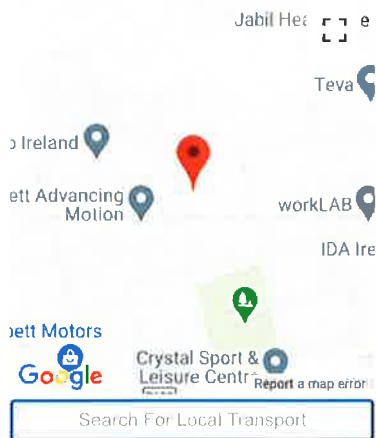 Jabil Hea e
Teva
o Ireland
ett Advancing
Motion
workLAB
IDA Ire
ett Motors
Google
Crystal Sport &
Leisure Centr
Report a map error
Search For Local Transport